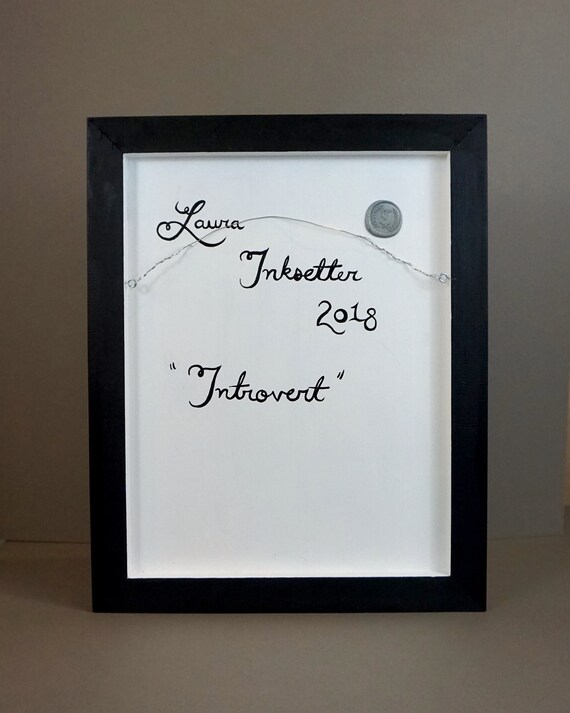 Laura
Inksetter
2018
"Introvert"